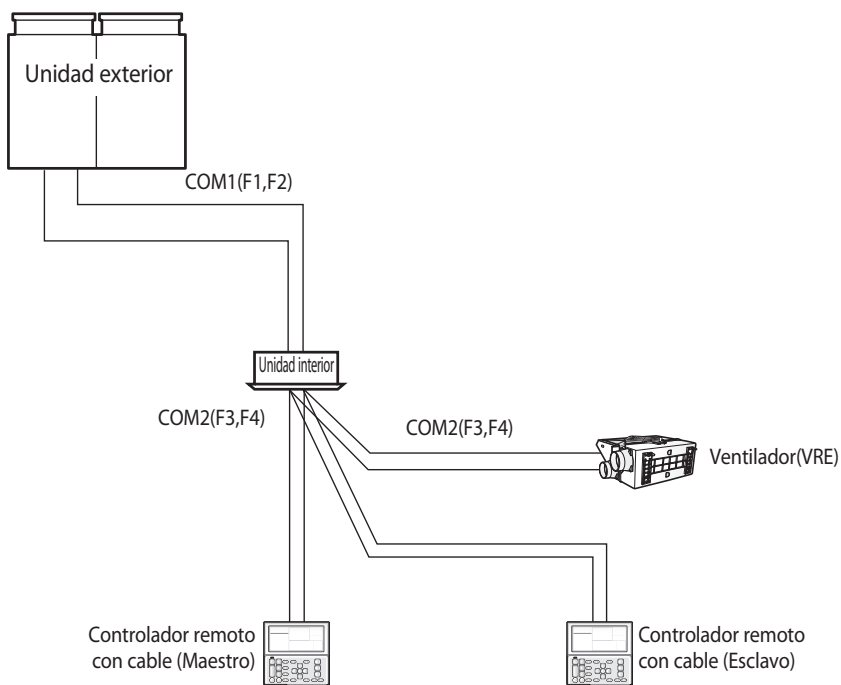 Unidad exterior
COM1(F1,F2)
Unidad interior
COM2(F3,F4)
COM2(F3,F4)
Ventilador(VRE)
Controlador remoto
con cable (Maestro)
Controlador remoto
con cable (Esclavo)